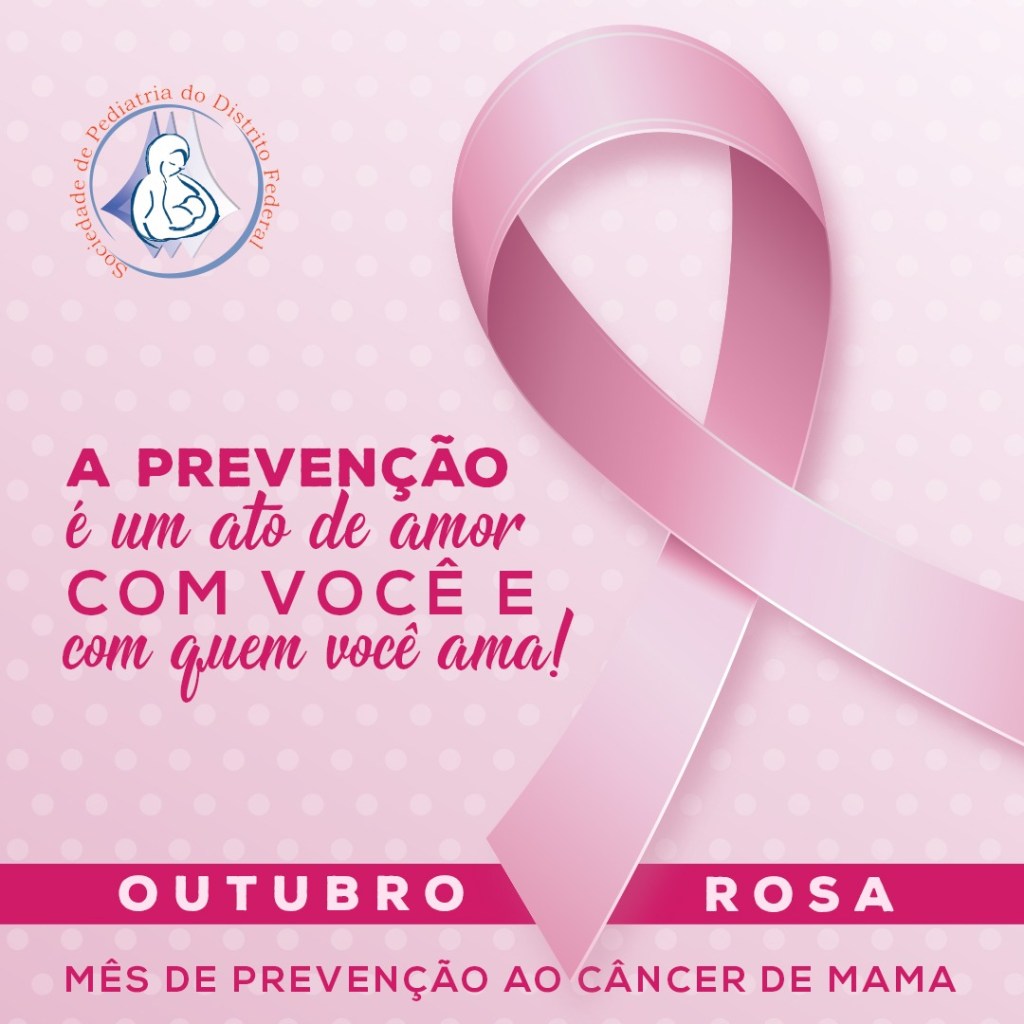 Sociedade de Pediatria do Distrito Federal
A PREVENÇÃO
é um ato de amor
COM VOCÊ E
com quem você ama!
OUTUBRO ROSA
MÊS DE PREVENÇÃO AO CÂNCER DE MAMA